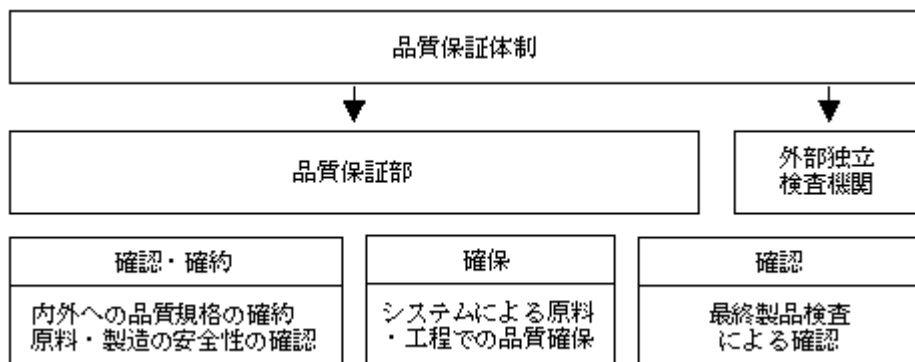 品質保証体制
品質保証部
外部独立
検査機関
確認・確約
内外への品質規格の確約
原料・製造の安全性の確認
確保
システムによる原料
・工程での品質確保
確認
最終製品検査
による確認